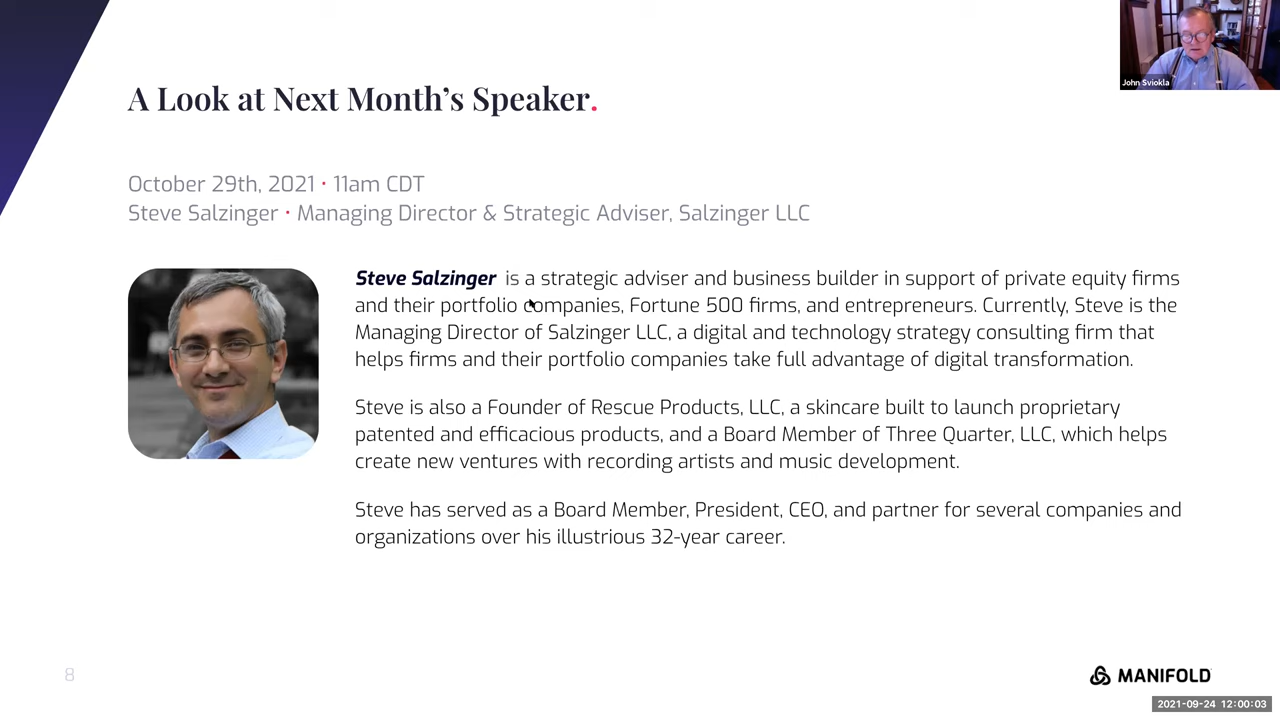 John Sviokla
A Look at Next Month's Speaker.
October 29th, 2021 • 11am CDT
Steve Salzinger • Managing Director & Strategic Adviser, Salzinger LLC
Steve Salzinger is a strategic adviser and business builder in support of private equity firms
and their portfolio companies, Fortune 500 firms, and entrepreneurs. Currently, Steve is the
Managing Director of Salzinger LLC, a digital and technology strategy consulting firm that
helps firms and their portfolio companies take full advantage of digital transformation.
Steve is also a Founder of Rescue Products, LLC, a skincare built to launch proprietary
patented and efficacious products, and a Board Member of Three Quarter, LLC, which helps
create new ventures with recording artists and music development.
Steve has served as a Board Member, President, CEO, and partner for several companies and
organizations over his illustrious 32-year career.
8
MANIFOLD
2021-09-24 12:00:03